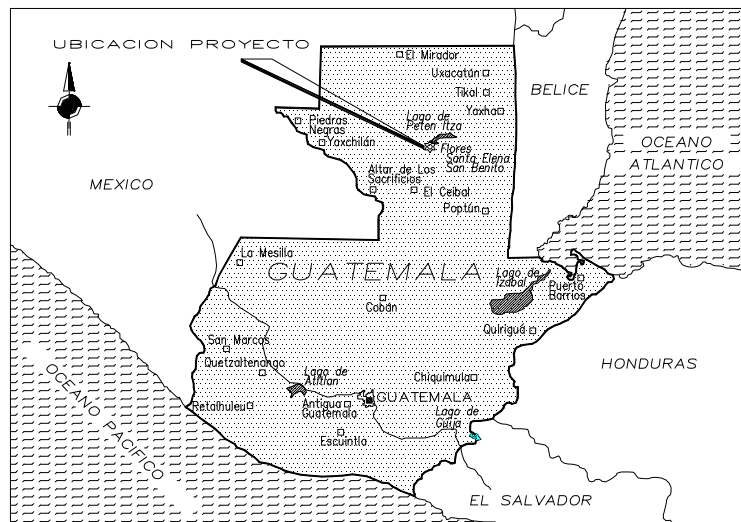 UBICACION PROYECTO
El Mirador
Uxacatún
Tikal
BELICE
Yaxha
Lago de
Peten Itza
Piedras
Negras
Yaxchilán
Flores
Santa Elena
San Benito
OCEANO
ATLANTICO
MEXICO
Altar de Los
Sacrificios
El Ceibal
Poptún
La Mesilla
GUATEMALA
Lago de
Izabal
Puerto
Barrios
Cobán
Quiriguá
San Marcos
Quetzaltenango
HONDURAS
Lago de
Atitlan
Chiquimula
OCEANO PACIFICO
Retalhuleu
Antigua
Guatemala
GUATEMALA
Lago de
Guija
Escuintla
EL SALVADOR